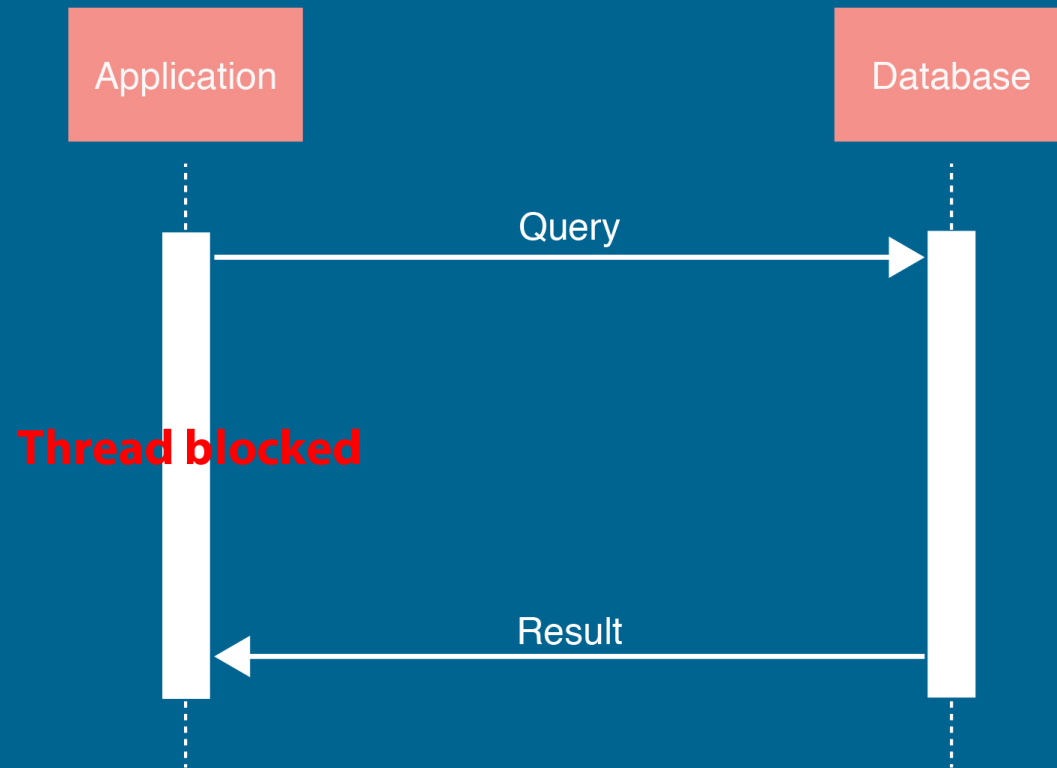 Application
Database
Query
Thread blocked
Result